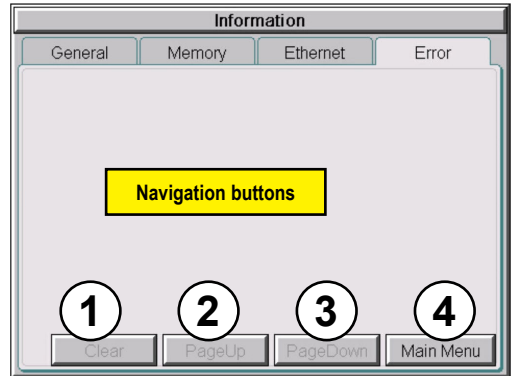 Information
General Memory Ethernet Error
Navigation buttons
1 2 3 4
Clear PageUp PageDown Main Menu